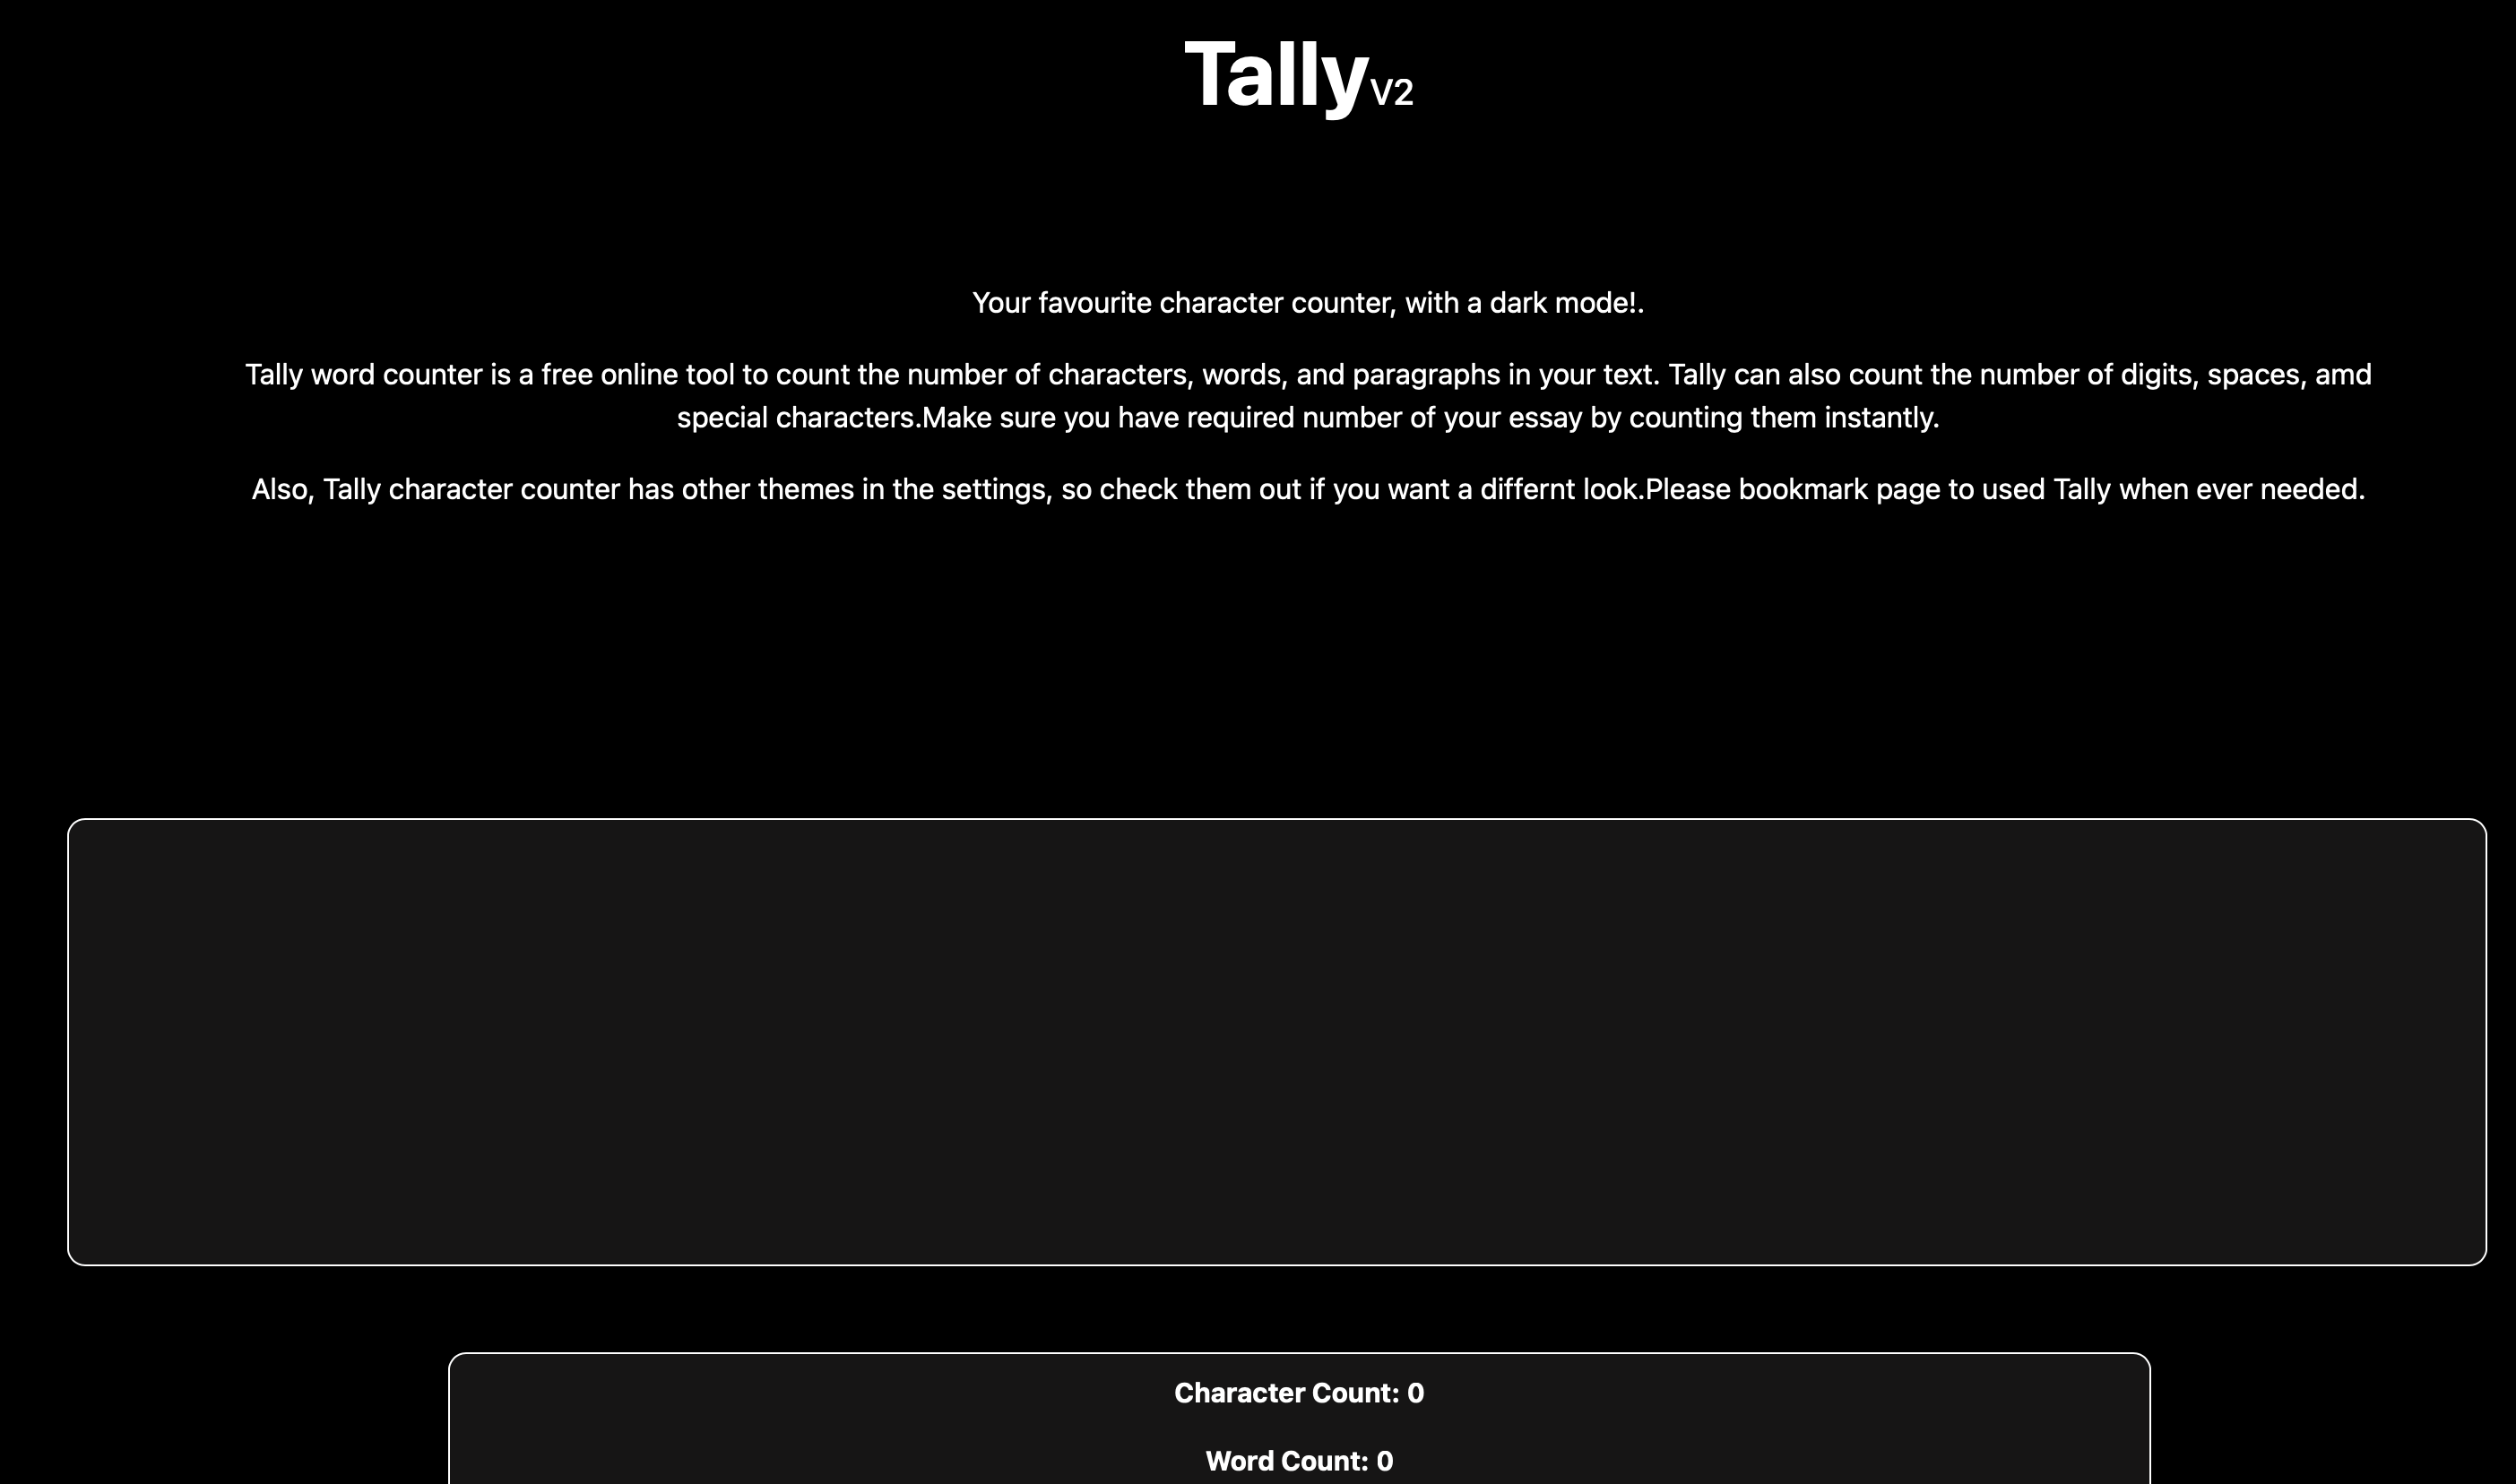 TallyV2
Your favourite character counter, with a dark mode!.
Tally word counter is a free online tool to count the number of characters, words, and paragraphs in your text. Tally can also count the number of digits, spaces, amd
special characters.Make sure you have required number of your essay by counting them instantly.
Also, Tally character counter has other themes in the settings, so check them out if you want a differnt look.Please bookmark page to used Tally when ever needed.
Character Count: 0
Word Count: 0